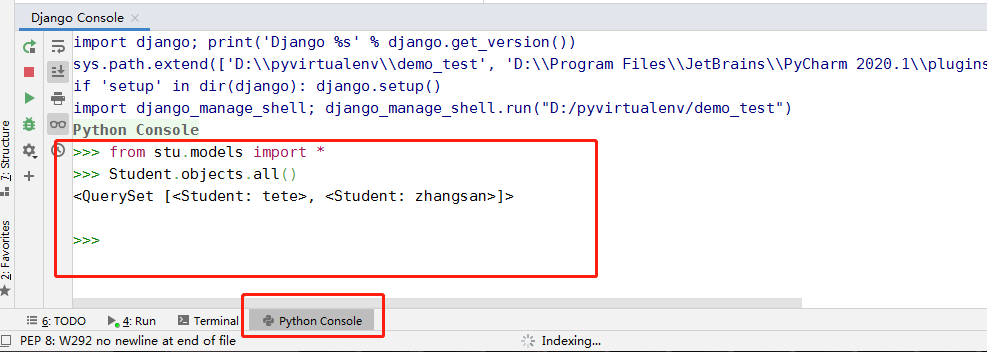 Django Console ×
import django; print('Django %s' % django.get_version())
sys.path.extend(['D:\\pyvirtualenv\\demo_test', 'D:\\Program Files\\JetBrains\\PyCharm 2020.1\\plugins
if 'setup' in dir(django): django.setup()
import django_manage_shell; django_manage_shell.run("D:/pyvirtualenv/demo_test")
Python Console
>>> from stu.models import *
>>> Student.objects.all()
<QuerySet [<Student: tete>, <Student: zhangsan>]>
>>>
7: Structure
2: Favorites
6: TODO
4: Run
Terminal
Python Console
PEP 8: W292 no newline at end of file
Indexing...